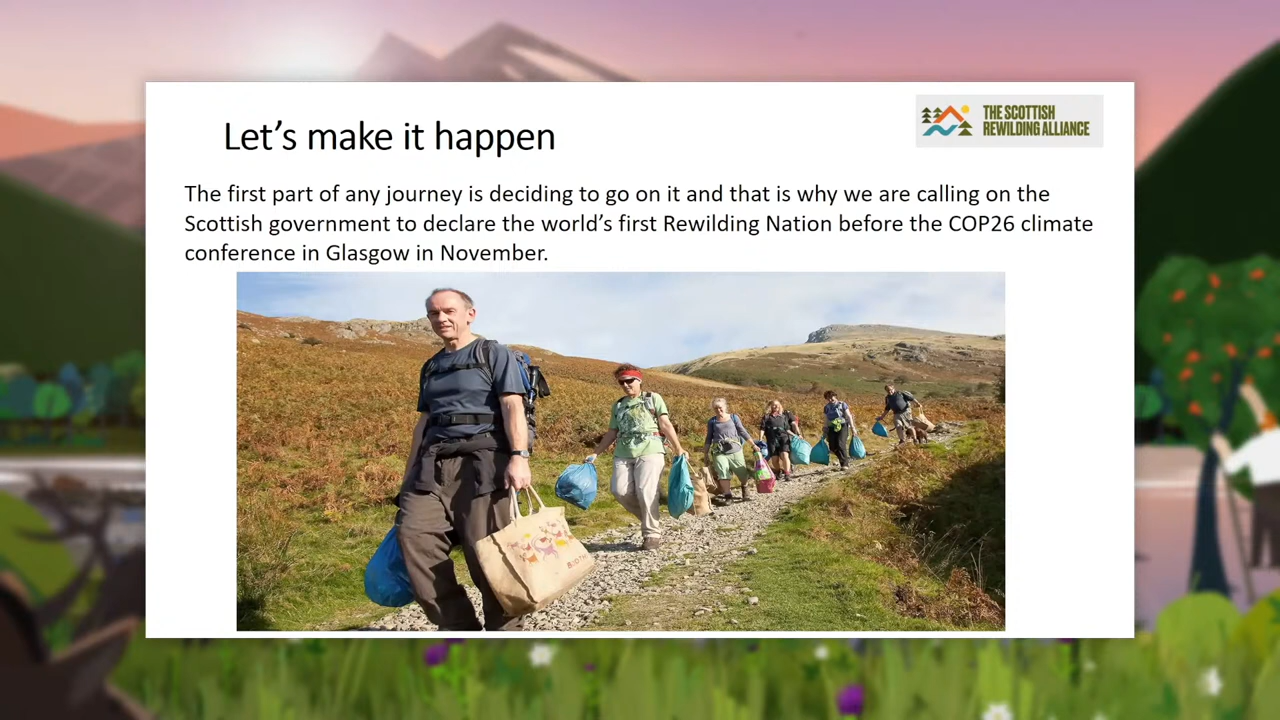 Let's make it happen
THE SCOTTISH
REWILDING ALLIANCE
The first part of any journey is deciding to go on it and that is why we are calling on the
Scottish government to declare the world's first Rewilding Nation before the COP26 climate
conference in Glasgow in November.